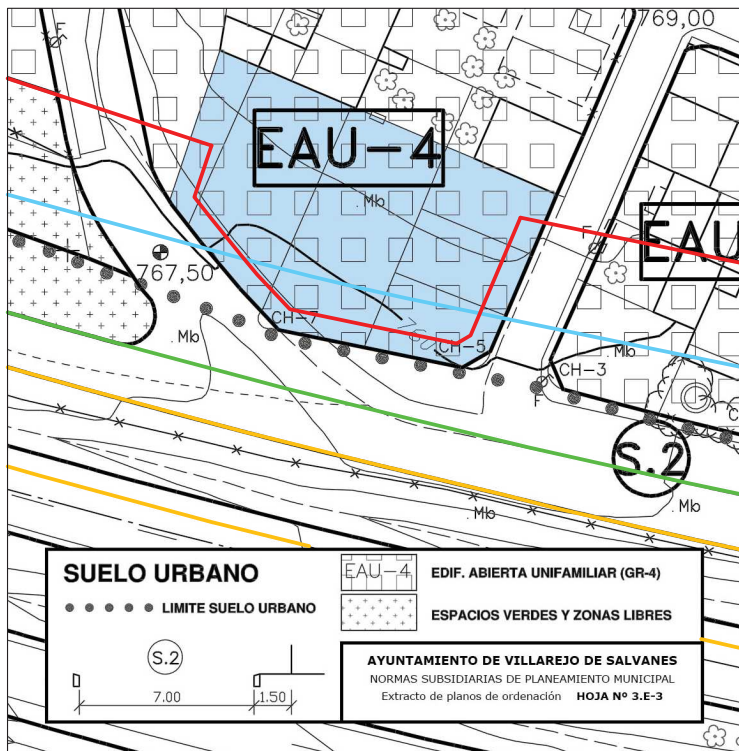 769,00
F
EAU-4
Mb
F
EAU
767,50
CH-7
Mb
CH-5
Mb
CH-3
F
S.2
Mb
Mb
SUELO URBANO
LIMITE SUELO URBANO
EAU-4
EDIF. ABIERTA UNIFAMILIAR (GR-4)
ESPACIOS VERDES Y ZONAS LIBRES
S.2
7.00
1.50
AYUNTAMIENTO DE VILLAREJO DE SALVANES
NORMAS SUBSIDIARIAS DE PLANEAMIENTO MUNICIPAL
Extracto de planos de ordenación HOJA Nº 3.E-3